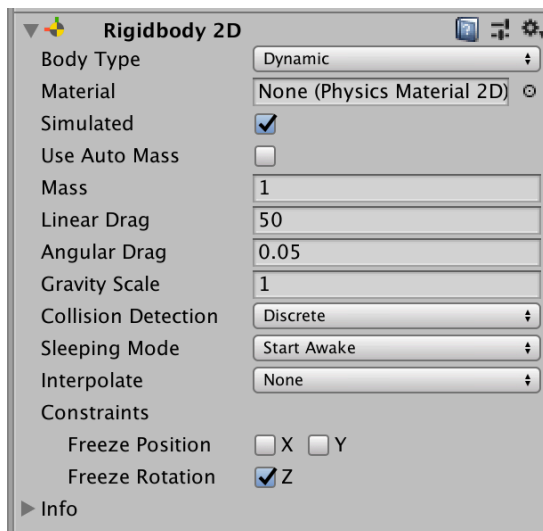 Rigidbody 2D
Body Type Dynamic
Material None (Physics Material 2D)
Simulated
Use Auto Mass
Mass 1
Linear Drag 50
Angular Drag 0.05
Gravity Scale 1
Collision Detection Discrete
Sleeping Mode Start Awake
Interpolate None
Constraints
Freeze Position X Y
Freeze Rotation Z
Info